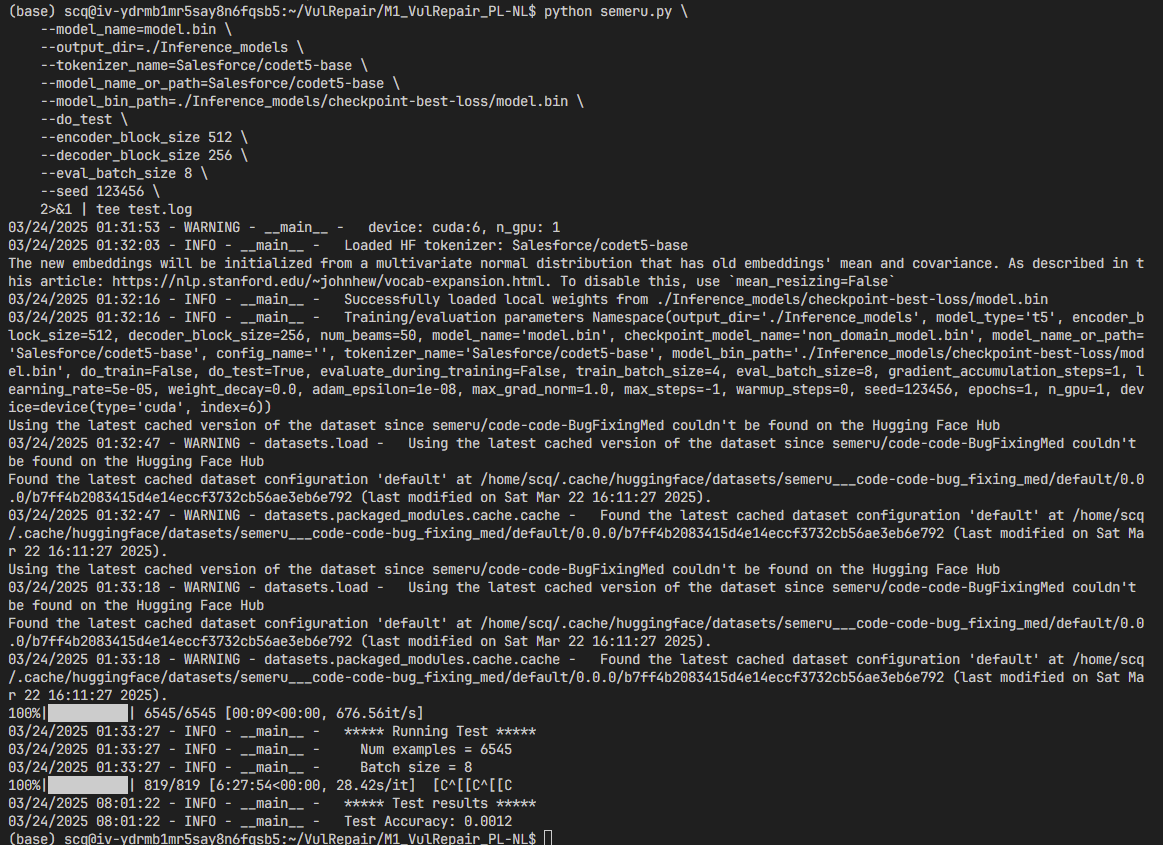 (base) scq@iv-ydrmb1mr5say8n6fqsb5:~/VulRepair/M1_VulRepair_PL-NL$ python semeru.py \
    --model_name=model.bin \
    --output_dir=./Inference_models \
    --tokenizer_name=Salesforce/codet5-base \
    --model_name_or_path=Salesforce/codet5-base \
    --model_bin_path=./Inference_models/checkpoint-best-loss/model.bin \
    --do_test \
    --encoder_block_size 512 \
    --decoder_block_size 256 \
    --eval_batch_size 8 \
    --seed 123456 \
    2>&1 | tee test.log
03/24/2025 01:31:53 - WARNING - __main__ -   device: cuda:6, n_gpu: 1
03/24/2025 01:32:03 - INFO - __main__ -   Loaded HF tokenizer: Salesforce/codet5-base
The new embeddings will be initialized from a multivariate normal distribution that has old embeddings' mean and covariance. As described in t
his article: https://nlp.stanford.edu/~johnhew/vocab-expansion.html. To disable this, use `mean_resizing=False`
03/24/2025 01:32:16 - INFO - __main__ -   Successfully loaded local weights from ./Inference_models/checkpoint-best-loss/model.bin
03/24/2025 01:32:16 - INFO - __main__ -   Training/evaluation parameters Namespace(output_dir='./Inference_models', model_type='t5', encoder_b
lock_size=512, decoder_block_size=256, num_beams=50, model_name='model.bin', checkpoint_model_name='non_domain_model.bin', model_name_or_path=
'Salesforce/codet5-base', config_name='', tokenizer_name='Salesforce/codet5-base', model_bin_path='./Inference_models/checkpoint-best-loss/mod
el.bin', do_train=False, do_test=True, evaluate_during_training=False, train_batch_size=4, eval_batch_size=8, gradient_accumulation_steps=1, l
earning_rate=5e-05, weight_decay=0.0, adam_epsilon=1e-08, max_grad_norm=1.0, max_steps=-1, warmup_steps=0, seed=123456, epochs=1, n_gpu=1, dev
ice=device(type='cuda', index=6))
Using the latest cached version of the dataset since semeru/code-code-BugFixingMed couldn't be found on the Hugging Face Hub
03/24/2025 01:32:47 - WARNING - datasets.load -   Using the latest cached version of the dataset since semeru/code-code-BugFixingMed couldn't
be found on the Hugging Face Hub
Found the latest cached dataset configuration 'default' at /home/scq/.cache/huggingface/datasets/semeru___code-code-bug_fixing_med/default/0.0
.0/b7ff4b2083415d4e14eccf3732cb56ae3eb6e792 (last modified on Sat Mar 22 16:11:27 2025).
03/24/2025 01:32:47 - WARNING - datasets.packaged_modules.cache.cache -   Found the latest cached dataset configuration 'default' at /home/scq
/.cache/huggingface/datasets/semeru___code-code-bug_fixing_med/default/0.0.0/b7ff4b2083415d4e14eccf3732cb56ae3eb6e792 (last modified on Sat Ma
r 22 16:11:27 2025).
Using the latest cached version of the dataset since semeru/code-code-BugFixingMed couldn't be found on the Hugging Face Hub
03/24/2025 01:33:18 - WARNING - datasets.load -   Using the latest cached version of the dataset since semeru/code-code-BugFixingMed couldn't
be found on the Hugging Face Hub
Found the latest cached dataset configuration 'default' at /home/scq/.cache/huggingface/datasets/semeru___code-code-bug_fixing_med/default/0.0
.0/b7ff4b2083415d4e14eccf3732cb56ae3eb6e792 (last modified on Sat Mar 22 16:11:27 2025).
03/24/2025 01:33:18 - WARNING - datasets.packaged_modules.cache.cache -   Found the latest cached dataset configuration 'default' at /home/scq
/.cache/huggingface/datasets/semeru___code-code-bug_fixing_med/default/0.0.0/b7ff4b2083415d4e14eccf3732cb56ae3eb6e792 (last modified on Sat Ma
r 22 16:11:27 2025).
100%|██████████| 6545/6545 [00:09<00:00, 676.56it/s]
03/24/2025 01:33:27 - INFO - __main__ -   ***** Running Test *****
03/24/2025 01:33:27 - INFO - __main__ -     Num examples = 6545
03/24/2025 01:33:27 - INFO - __main__ -     Batch size = 8
100%|██████████| 819/819 [6:27:54<00:00, 28.42s/it]  [C^[[C^[[C
03/24/2025 08:01:22 - INFO - __main__ -   ***** Test results *****
03/24/2025 08:01:22 - INFO - __main__ -   Test Accuracy: 0.0012
(base) scq@iv-ydrmb1mr5say8n6fqsb5:~/VulRepair/M1_VulRepair_PL-NL$